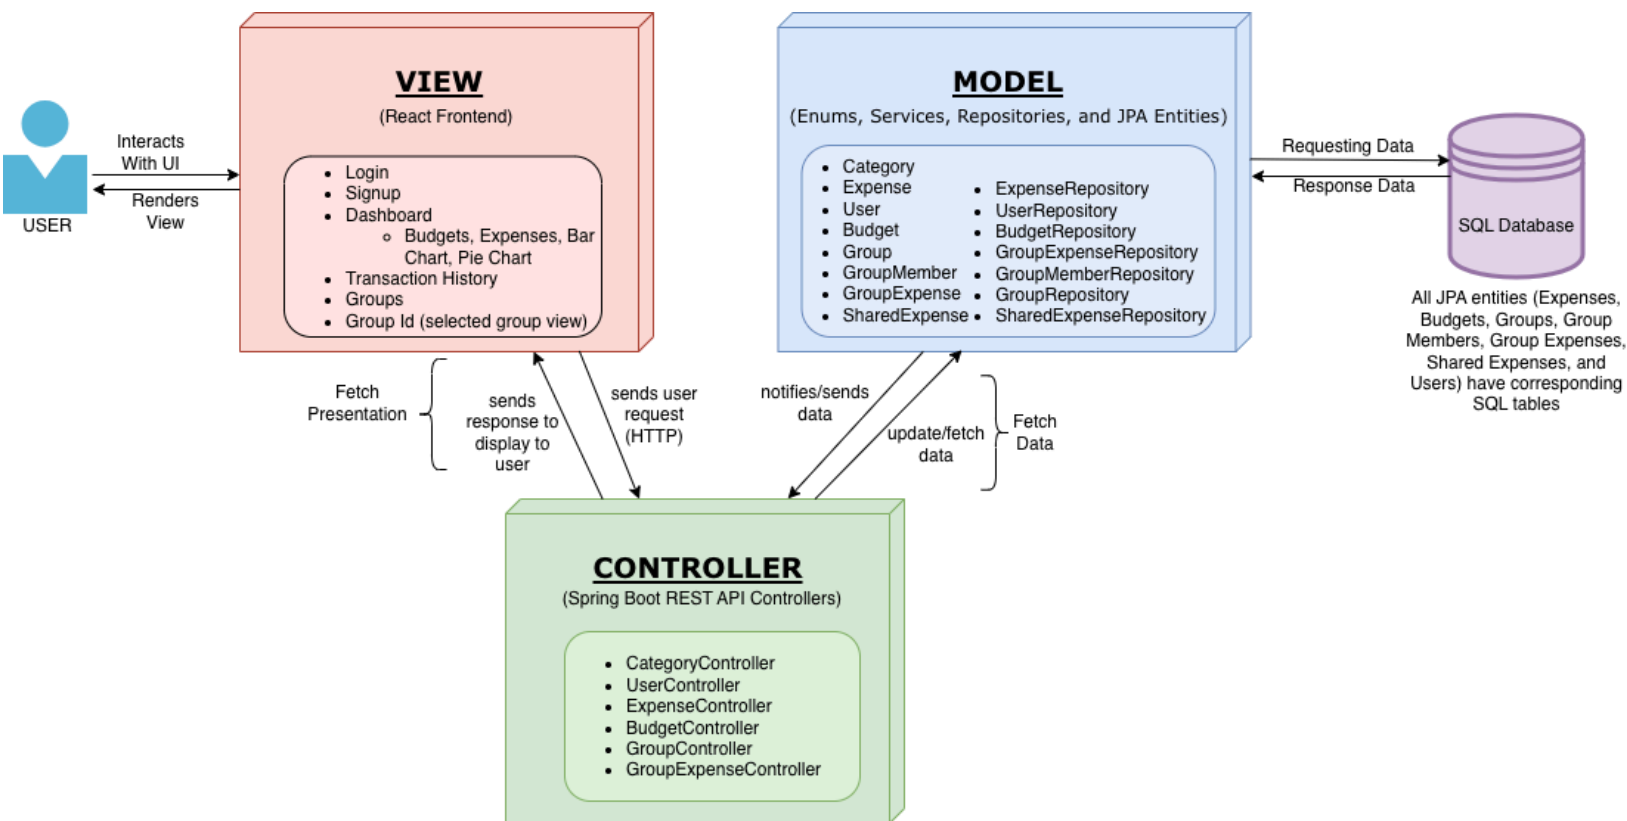 VIEW
(React Frontend)
Login
Signup
Dashboard
Budgets, Expenses, Bar
Chart, Pie Chart
Transaction History
Groups
Group Id (selected group view)
Interacts
With UI
Renders
View
USER
MODEL
(Enums, Services, Repositories, and JPA Entities)
Category
Expense
User
Budget
Group
GroupMember
GroupExpense
SharedExpense
ExpenseRepository
UserRepository
BudgetRepository
GroupExpenseRepository
GroupMemberRepository
GroupRepository
SharedExpenseRepository
Requesting Data
Response Data
SQL Database
All JPA entities (Expenses,
Budgets, Groups, Group
Members, Group Expenses,
Shared Expenses, and
Users) have corresponding
SQL tables
Fetch
Presentation
sends
response to
display to
user
sends user
request
(HTTP)
notifies/sends
data
update/fetch
data
Fetch
Data
CONTROLLER
(Spring Boot REST API Controllers)
CategoryController
UserController
ExpenseController
BudgetController
GroupController
GroupExpenseController